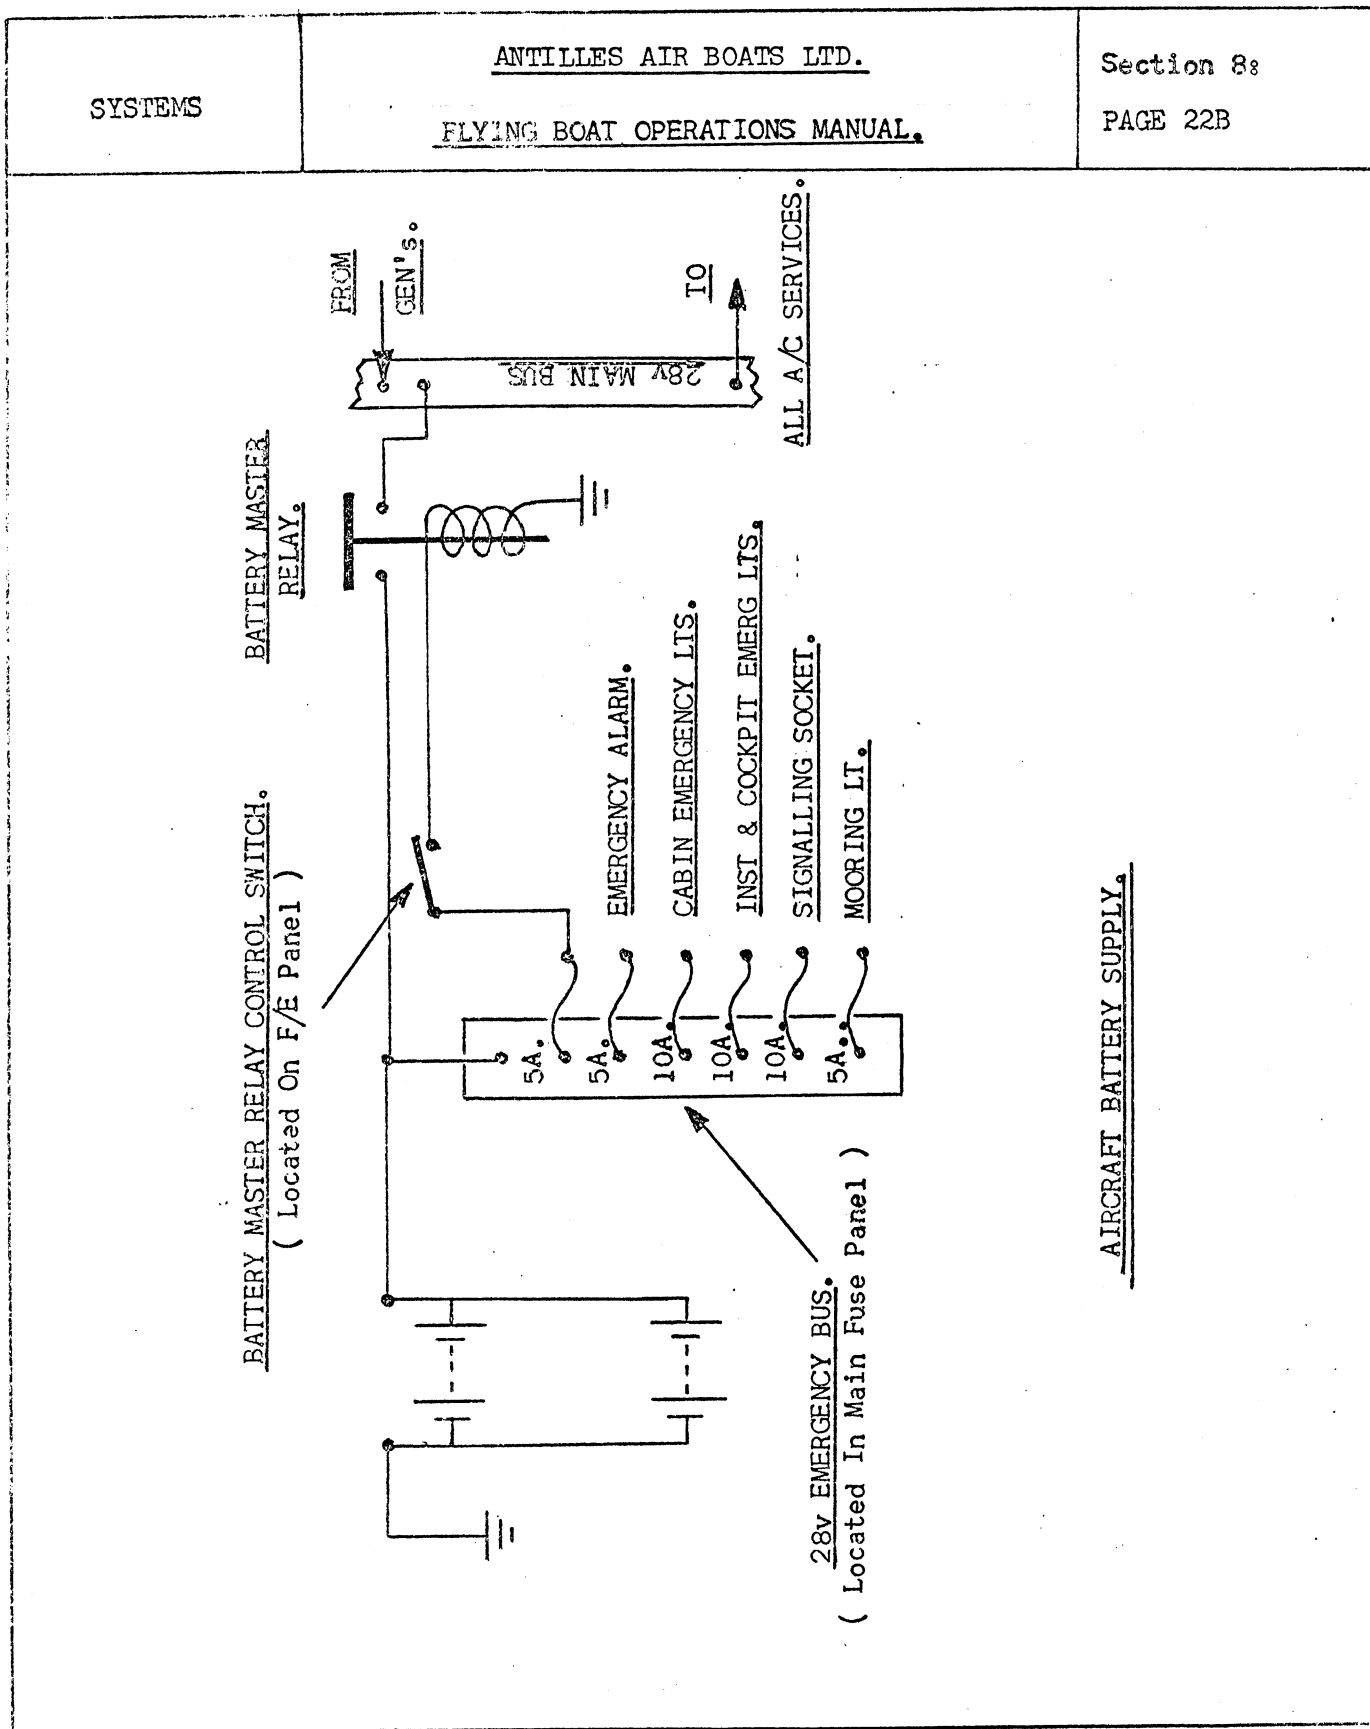 SYSTEMS
ANTILLES AIR BOATS LTD.
FLYING BOAT OPERATIONS MANUAL.
Section 8:
PAGE 22B
FROM
GEN's.
TO
ALL A/C SERVICES.
28v MAIN BUS
BATTERY MASTER
RELAY.
BATTERY MASTER RELAY CONTROL SWITCH.
( Located On F/E Panel )
EMERGENCY ALARM.
CABIN EMERGENCY LTS.
INST & COCKPIT EMERG LTS.
SIGNALLING SOCKET.
MOORING LT.
5A.
5A.
10A.
10A.
10A.
5A.
28v EMERGENCY BUS.
( Located In Main Fuse Panel )
AIRCRAFT BATTERY SUPPLY.